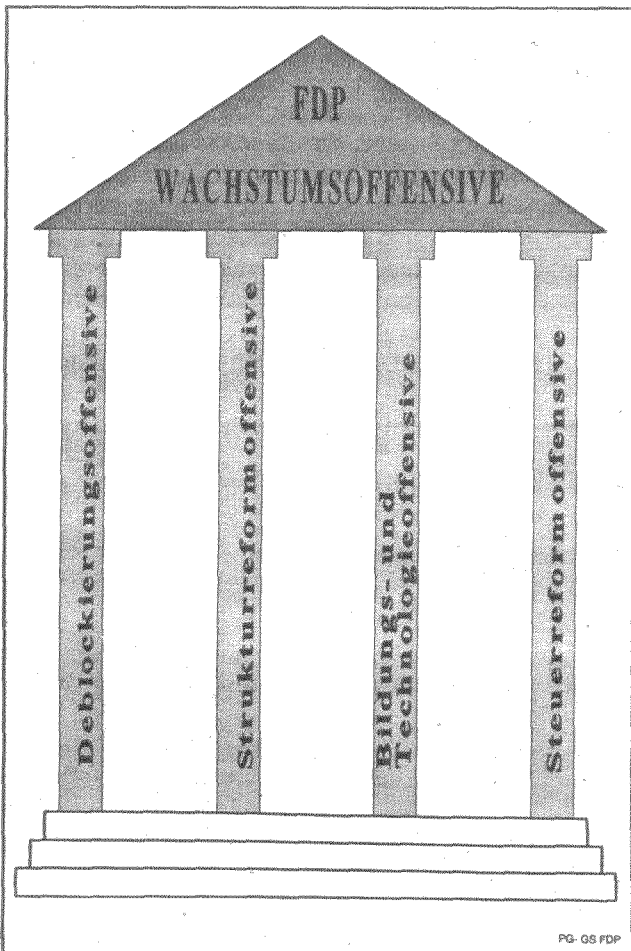 FDP
WACHSTUMSOFFENSIVE
Deblockierungsoffensive
Strukturreformoffensive
Bildungs- und
Technologieoffensive
Steuerreformoffensive
PG- GS FDP